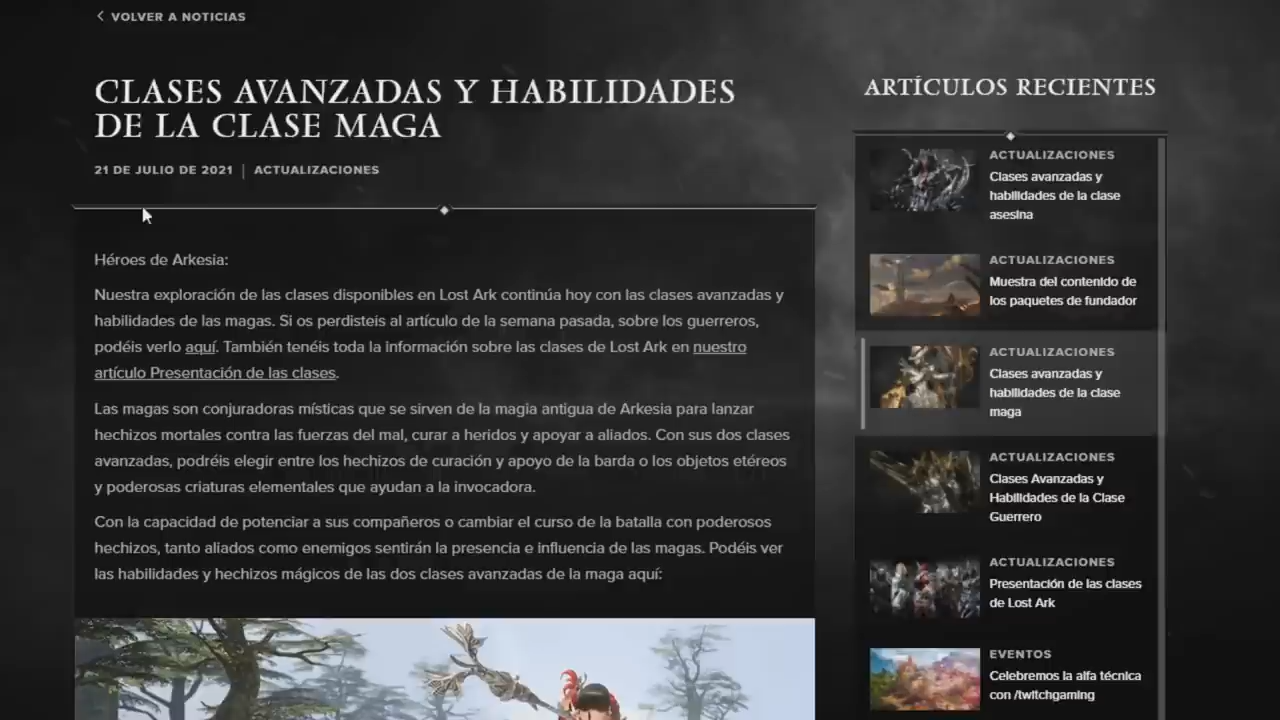 VOLVER A NOTICIAS
CLASES AVANZADAS Y HABILIDADES
DE LA CLASE MAGA
21 DE JULIO DE 2021 | ACTUALIZACIONES
Héroes de Arkesia:
Nuestra exploración de las clases disponibles en Lost Ark continúa hoy con las clases avanzadas y
habilidades de las magas. Si os perdisteis al artículo de la semana pasada, sobre los guerreros,
podéis verlo aquí. También tenéis toda la información sobre las clases de Lost Ark en nuestro
artículo Presentación de las clases.
Las magas son conjuradoras místicas que se sirven de la magia antigua de Arkesia para lanzar
hechizos mortales contra las fuerzas del mal, curar a heridos y apoyar a aliados. Con sus dos clases
avanzadas, podréis elegir entre los hechizos de curación y apoyo de la barda o los objetos etéreos
y poderosas criaturas elementales que ayudan a la invocadora.
Con la capacidad de potenciar a sus compañeros o cambiar el curso de la batalla con poderosos
hechizos, tanto aliados como enemigos sentirán la presencia e influencia de las magas. Podéis ver
las habilidades y hechizos mágicos de las dos clases avanzadas de la maga aquí:
ARTÍCULOS RECIENTES
ACTUALIZACIONES
Clases avanzadas y
habilidades de la clase
asesina
ACTUALIZACIONES
Muestra del contenido de
los paquetes de fundador
ACTUALIZACIONES
Clases avanzadas y
habilidades de la clase
maga
ACTUALIZACIONES
Clases Avanzadas y
Habilidades de la Clase
Guerrero
ACTUALIZACIONES
Presentación de las clases
de Lost Ark
EVENTOS
Celebremos la alfa técnica
con /twitchgaming